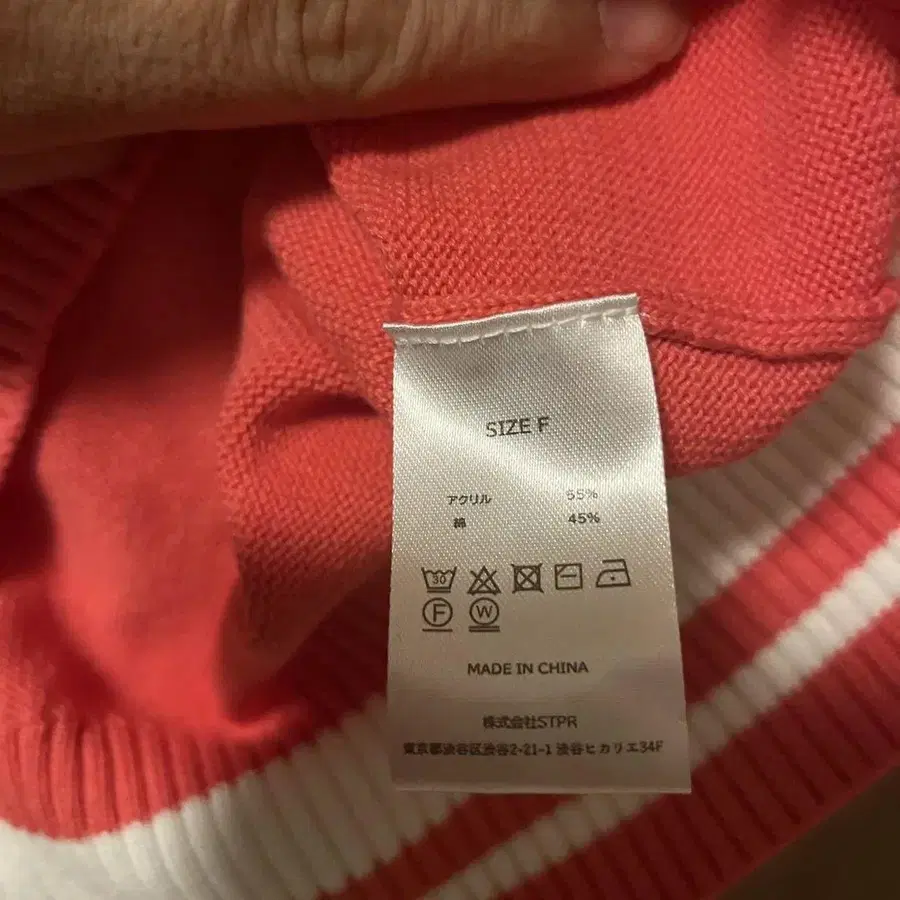 SIZE F
アクリル 55%
綿 45%
30
F W
MADE IN CHINA
株式会社STPR
東京都渋谷区渋谷2-21-1 渋谷ヒカリエ34F